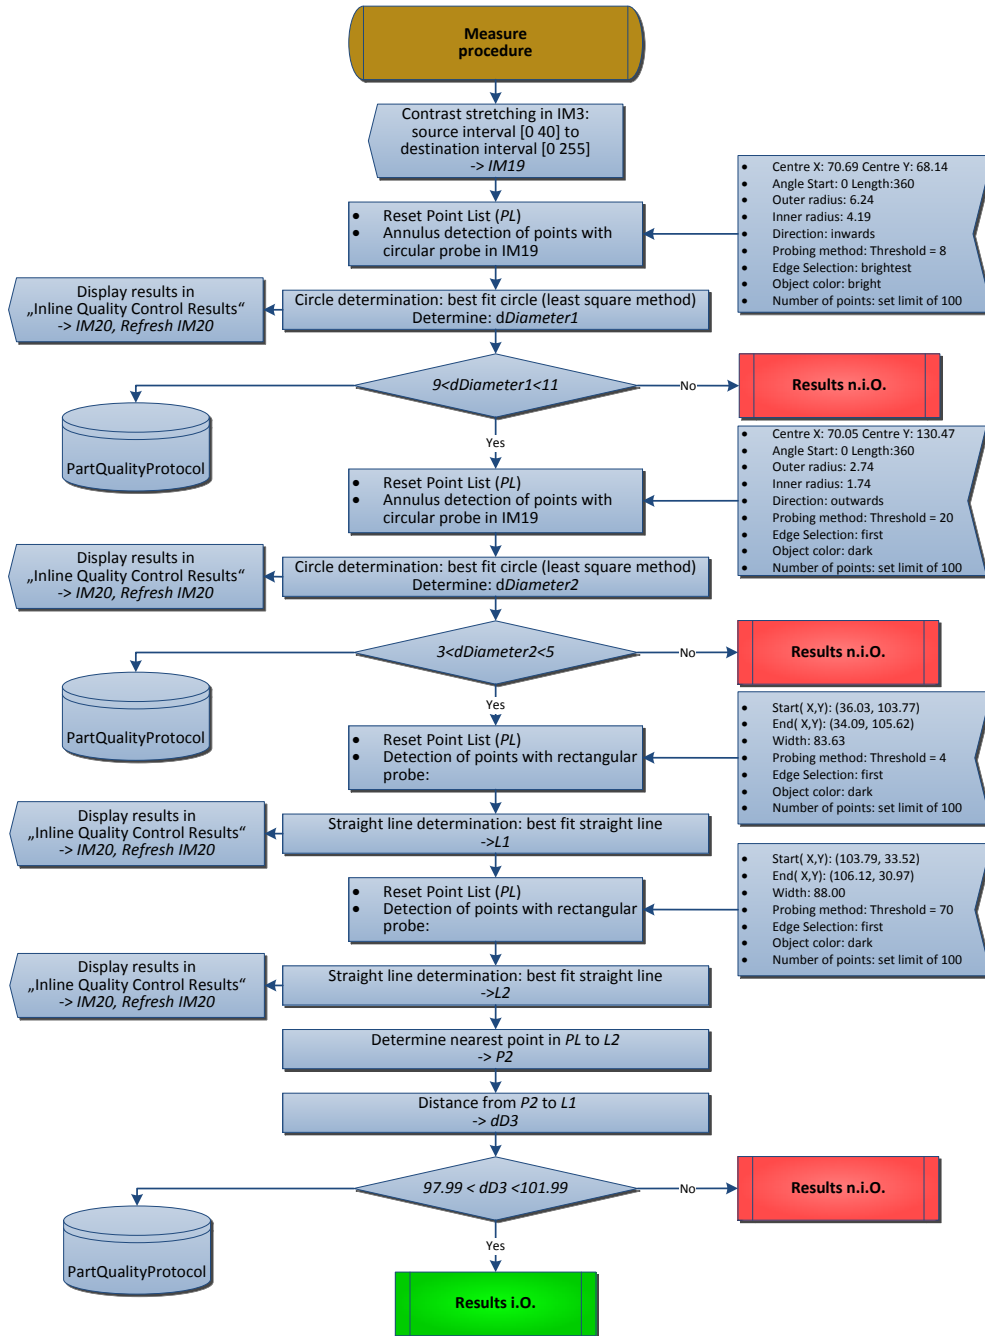 Measure
procedure
Contrast stretching in IM3:
source interval [0 40] to
destination interval [0 255]
-> IM19
• Centre X: 70.69 Centre Y: 68.14
• Angle Start: 0 Length:360
• Outer radius: 6.24
• Inner radius: 4.19
• Direction: inwards
• Probing method: Threshold = 8
• Edge Selection: brightest
• Object color: bright
• Number of points: set limit of 100
• Reset Point List (PL)
• Annulus detection of points with
circular probe in IM19
Display results in
„Inline Quality Control Results“
-> IM20, Refresh IM20
Circle determination: best fit circle (least square method)
Determine: dDiameter1
9<dDiameter1<11
No
Results n.i.O.
PartQualityProtocol
Yes
• Centre X: 70.05 Centre Y: 130.47
• Angle Start: 0 Length:360
• Outer radius: 2.74
• Inner radius: 1.74
• Direction: outwards
• Probing method: Threshold = 20
• Edge Selection: first
• Object color: dark
• Number of points: set limit of 100
• Reset Point List (PL)
• Annulus detection of points with
circular probe in IM19
Display results in
„Inline Quality Control Results“
-> IM20, Refresh IM20
Circle determination: best fit circle (least square method)
Determine: dDiameter2
3<dDiameter2<5
No
Results n.i.O.
PartQualityProtocol
Yes
• Start( X,Y): (36.03, 103.77)
• End( X,Y): (34.09, 105.62)
• Width: 83.63
• Probing method: Threshold = 4
• Edge Selection: first
• Object color: dark
• Number of points: set limit of 100
• Reset Point List (PL)
• Detection of points with rectangular
probe:
Display results in
„Inline Quality Control Results“
-> IM20, Refresh IM20
Straight line determination: best fit straight line
->L1
• Start( X,Y): (103.79, 33.52)
• End( X,Y): (106.12, 30.97)
• Width: 88.00
• Probing method: Threshold = 70
• Edge Selection: first
• Object color: dark
• Number of points: set limit of 100
• Reset Point List (PL)
• Detection of points with rectangular
probe:
Display results in
„Inline Quality Control Results“
-> IM20, Refresh IM20
Straight line determination: best fit straight line
->L2
Determine nearest point in PL to L2
-> P2
Distance from P2 to L1
-> dD3
97.99 < dD3 <101.99
No
Results n.i.O.
PartQualityProtocol
Yes
Results i.O.